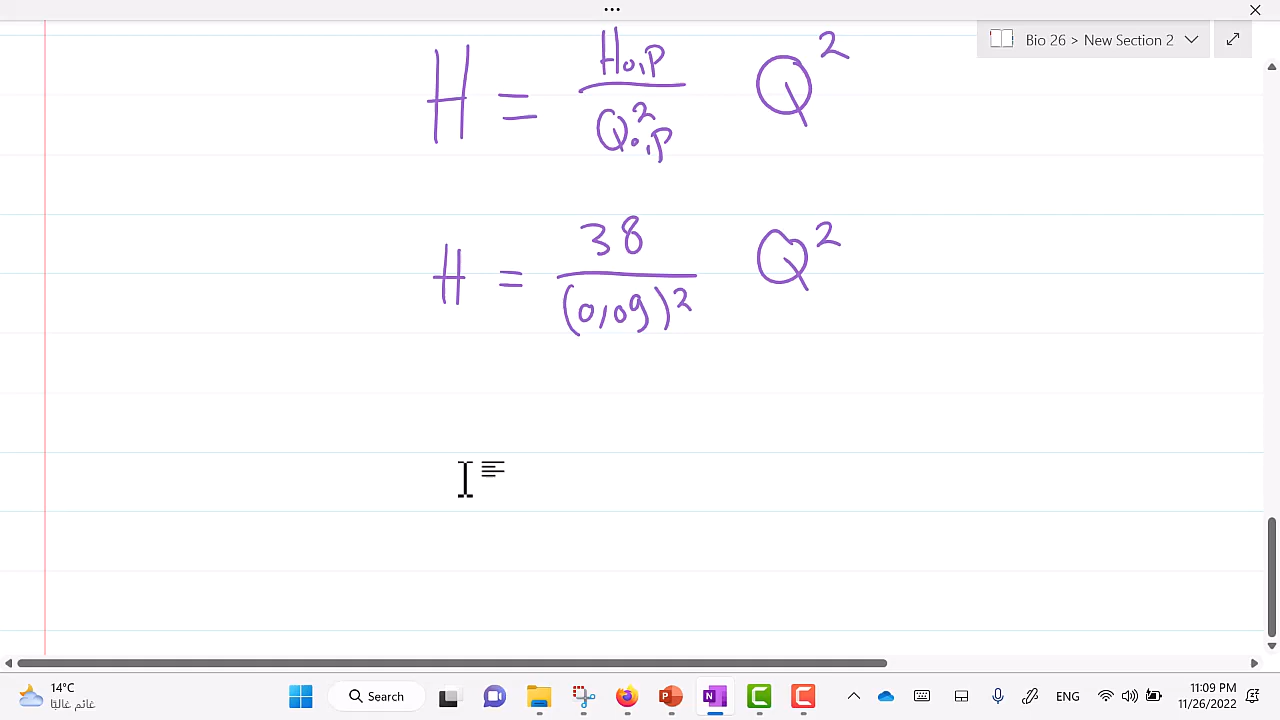 ...
Bib 26 > New Section 2
H = H₀,P / Q²₀,P Q²
H = 38 / (0,09)² Q²
14°C
غائم غالبًا
Search
ENG
11:09 PM
11/26/2022